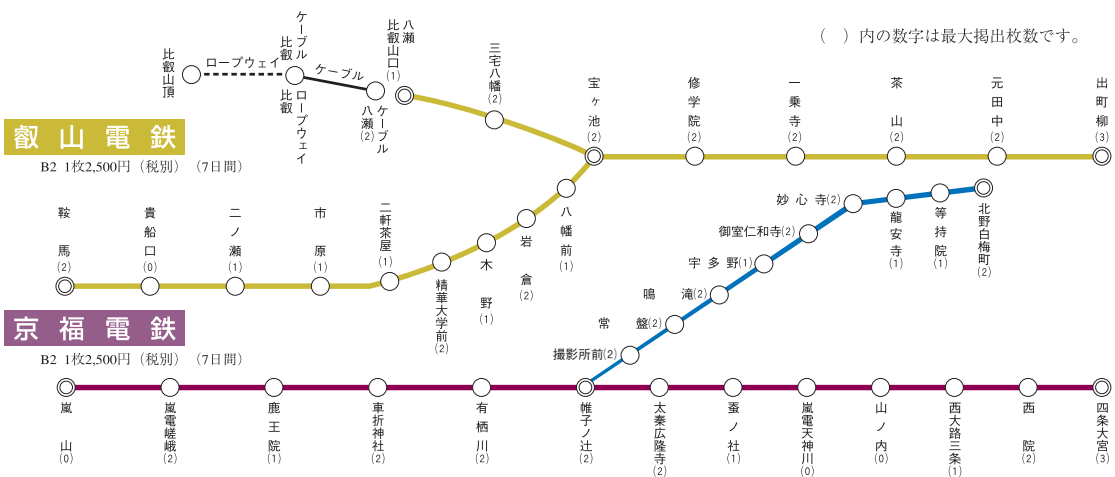 （　）内の数字は最大掲出枚数です。
比叡山頂
ロープウェイ
ケーブル比叡
比叡ロープウェイ
ケーブル
ケーブル八瀬(2)
八瀬比叡山口(1)
三宅八幡(2)
宝ヶ池(2)
修学院(2)
一乗寺(2)
茶山(2)
元田中(2)
出町柳(3)
叡山電鉄
B2 1枚2,500円（税別）（7日間）
鞍馬(2)
貴船口(0)
二ノ瀬(1)
市原(1)
二軒茶屋(1)
精華大学前(2)
木野(1)
岩倉(2)
八幡前(1)
京福電鉄
B2 1枚2,500円（税別）（7日間）
北野白梅町(2)
等持院(1)
龍安寺(1)
妙心寺(2)
御室仁和寺(2)
宇多野(1)
鳴滝(2)
常盤(2)
撮影所前(2)
嵐山(0)
嵐電嵯峨(2)
鹿王院(1)
車折神社(2)
有栖川(2)
帷子ノ辻(2)
太秦広隆寺(2)
蚕ノ社(1)
嵐電天神川(0)
山ノ内(0)
西大路三条(1)
西院(2)
四条大宮(3)